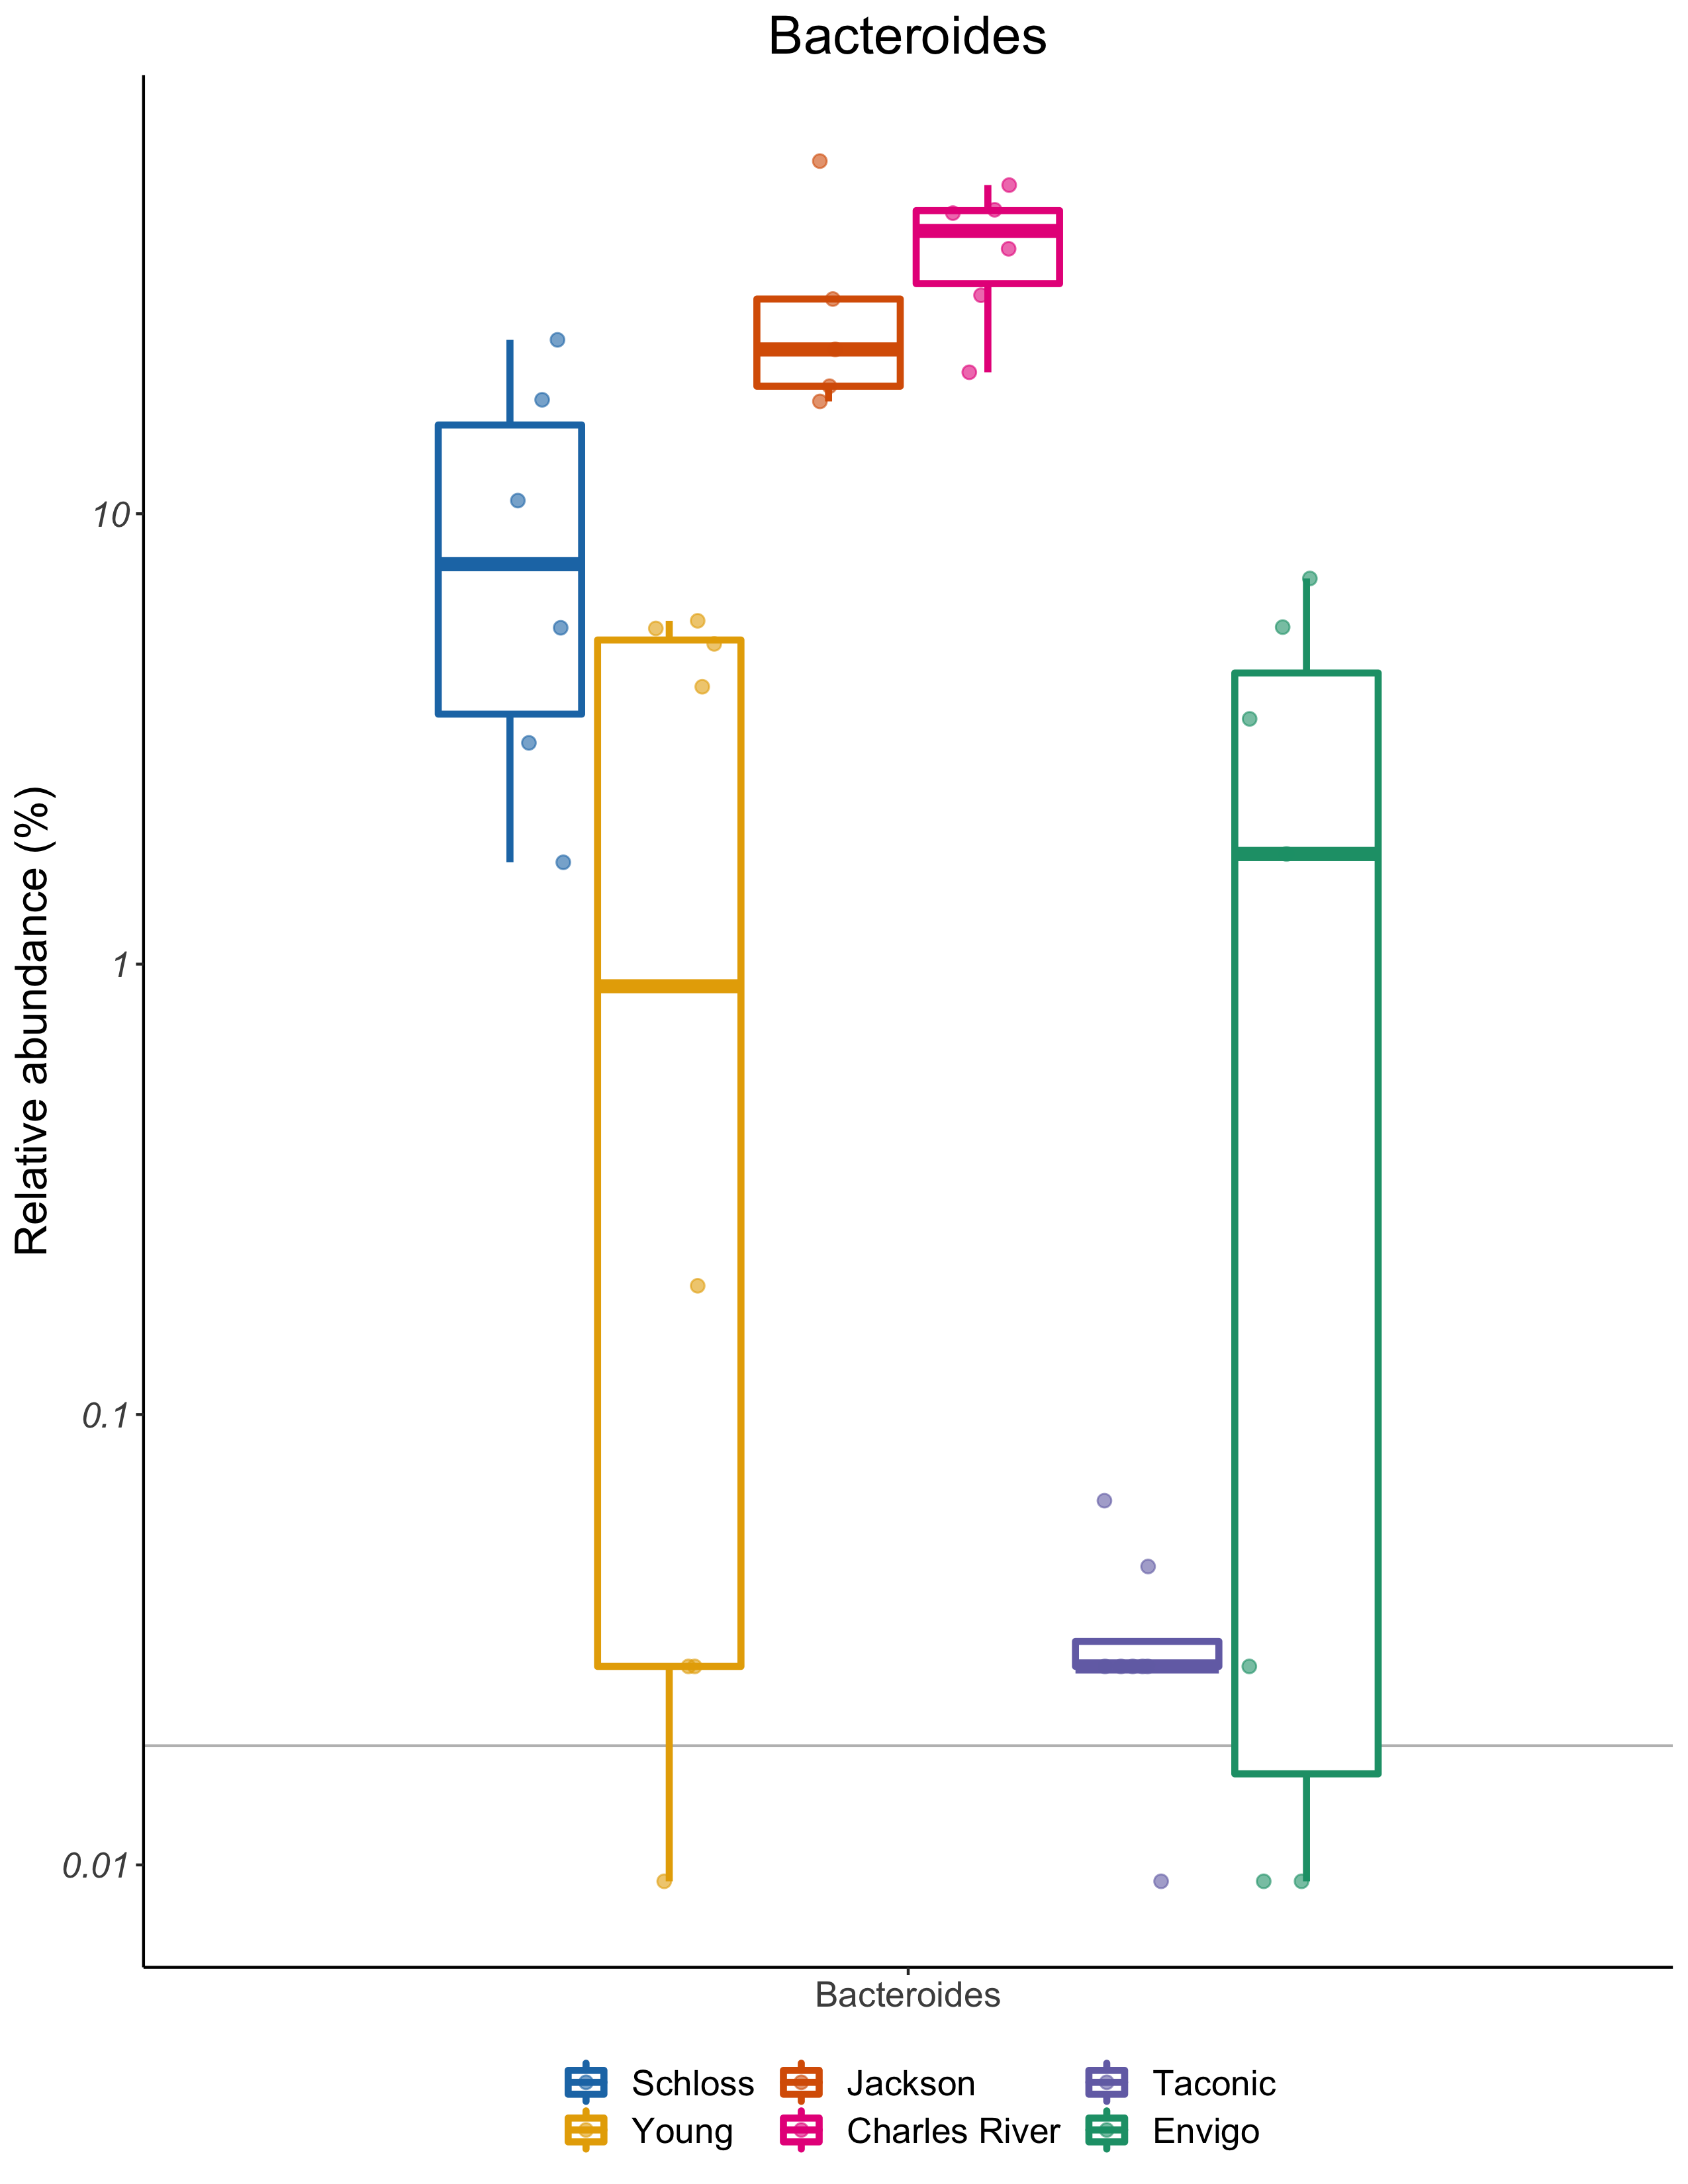 Bacteroides
Relative abundance (%)
10
1
0.1
0.01
Bacteroides
Schloss
Jackson
Taconic
Young
Charles River
Envigo